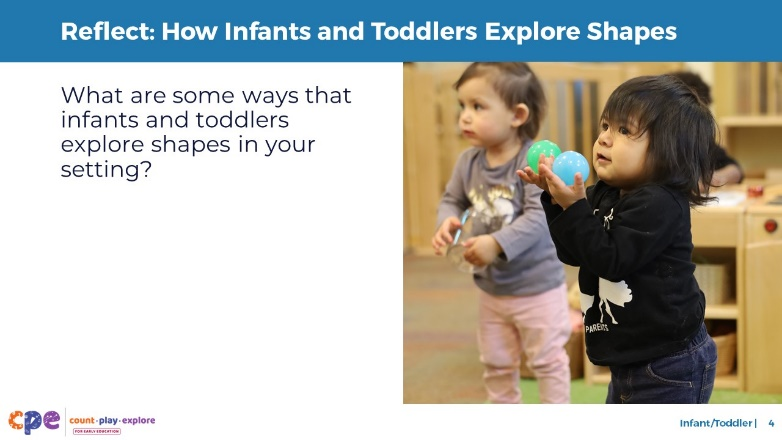 Reflect: How Infants and Toddlers Explore Shapes
What are some ways that
infants and toddlers
explore shapes in your
setting?
PARENTS
cpe
count·play·explore
FOR EARLY EDUCATION
Infant/Toddler | 4